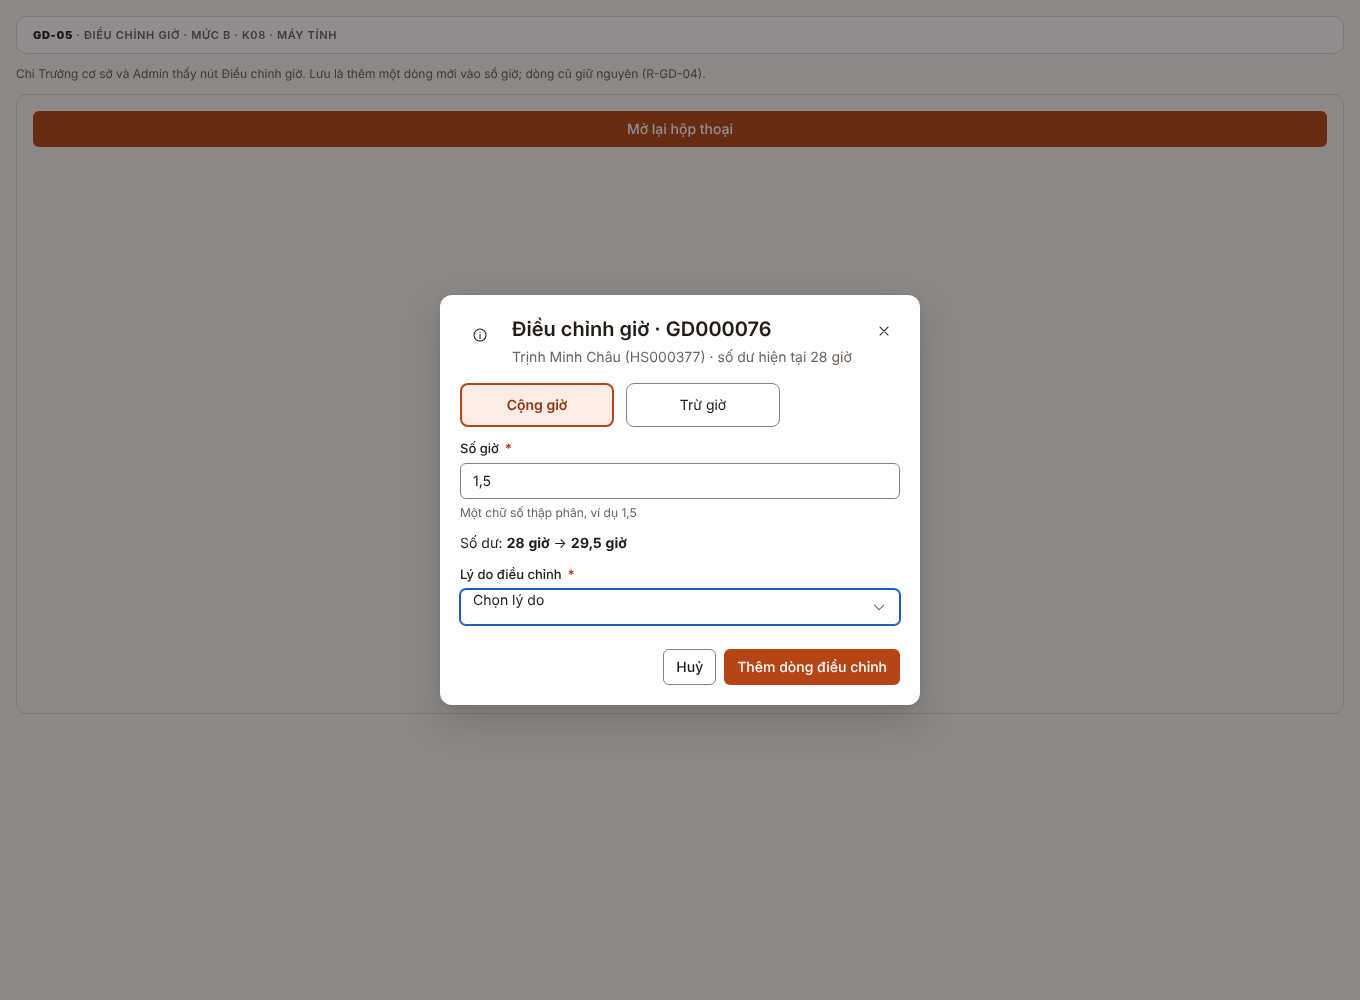 GD-05 · ĐIỀU CHỈNH GIỜ · MỨC B · K08 · MÁY TÍNH
Chỉ Trưởng cơ sở và Admin thấy nút Điều chỉnh giờ. Lưu là thêm một dòng mới vào sổ giờ; dòng cũ giữ nguyên (R-GD-04).
Mở lại hộp thoại
Điều chỉnh giờ · GD000076
Trịnh Minh Châu (HS000377) · số dư hiện tại 28 giờ
Cộng giờ
Trừ giờ
Số giờ *
1,5
Một chữ số thập phân, ví dụ 1,5
Số dư: 28 giờ → 29,5 giờ
Lý do điều chỉnh *
Chọn lý do
Huỷ
Thêm dòng điều chỉnh